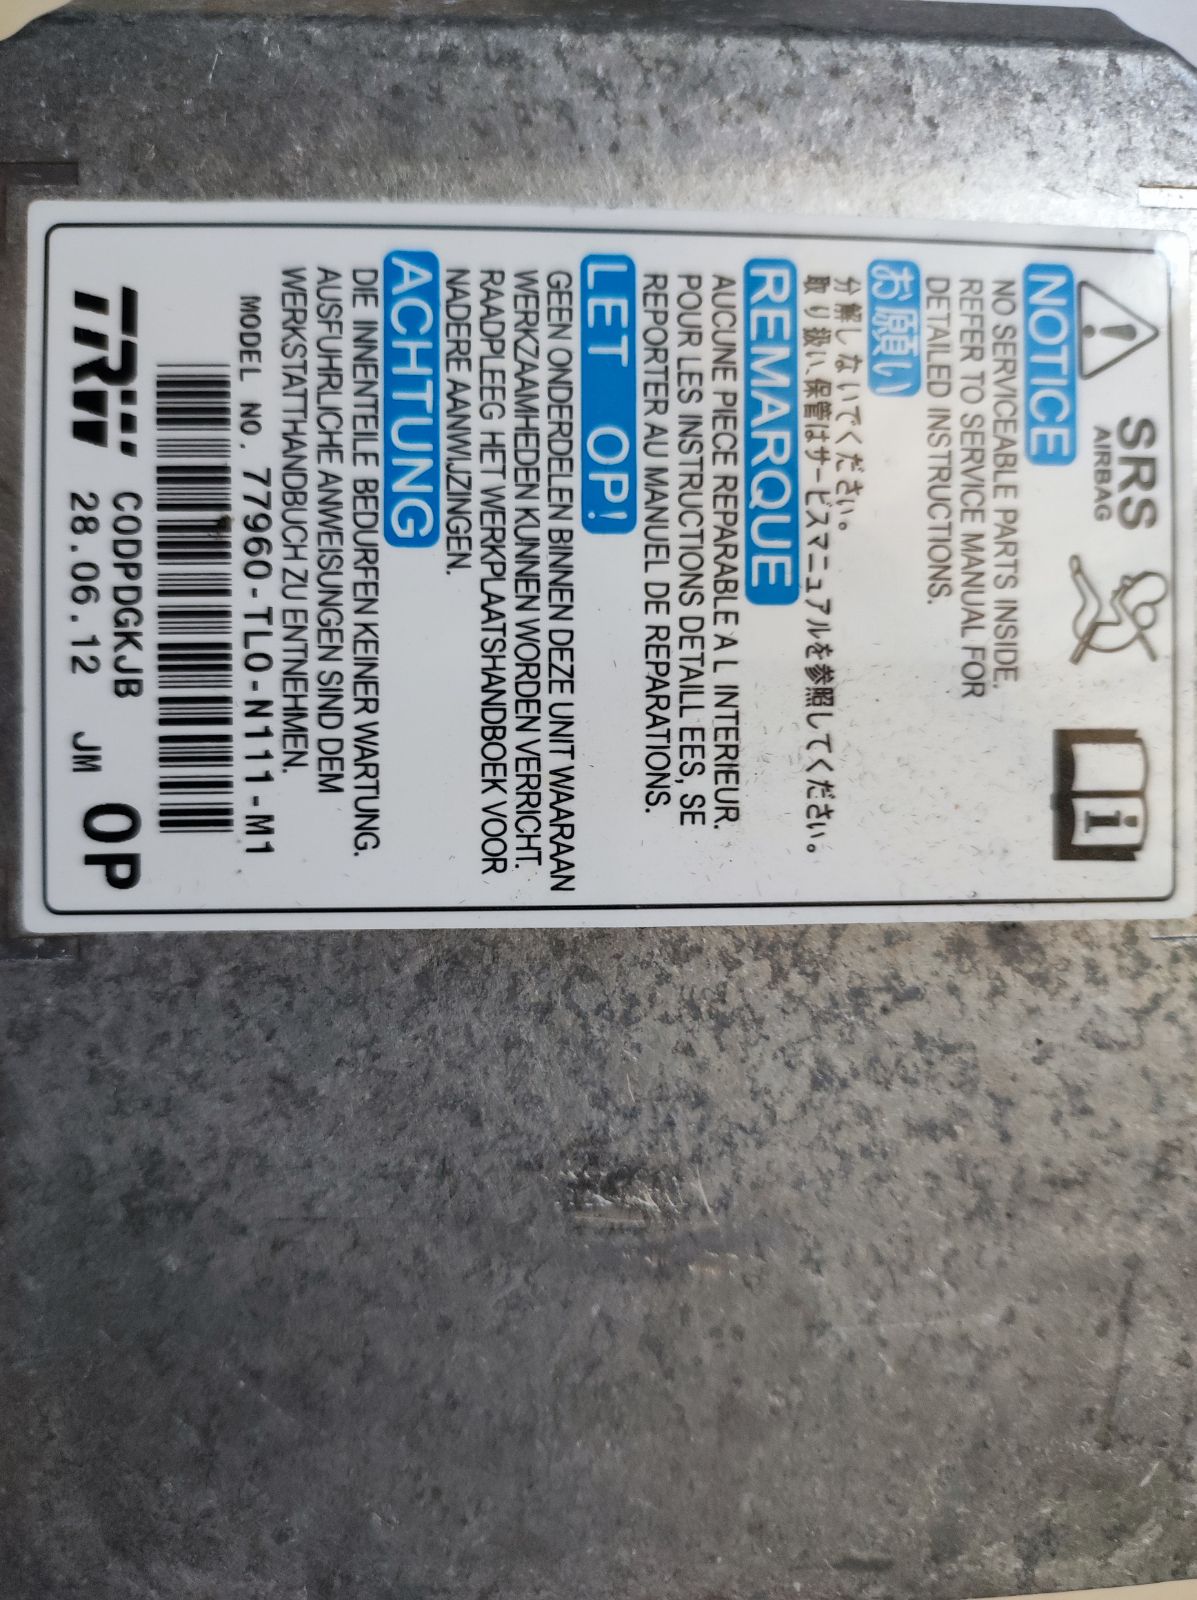 SRS
AIRBAG
i
NOTICE
NO SERVICEABLE PARTS INSIDE.
REFER TO SERVICE MANUAL FOR
DETAILED INSTRUCTIONS.
お願い
分解しないでください。
取り扱い、保管はサービスマニュアルを参照してください。
REMARQUE
AUCUNE PIECE REPARABLE A L INTERIEUR.
POUR LES INSTRUCTIONS DETAILL EES, SE
REPORTER AU MANUEL DE REPARATIONS.
LET OP!
GEEN ONDERDELEN BINNEN DEZE UNIT WAARAAN
WERKZAAMHEDEN KUNNEN WORDEN VERRICHT.
RAADPLEEG HET WERKPLAATSHANDBOEK VOOR
NADERE AANWIJZINGEN.
ACHTUNG
DIE INNENTEILE BEDURFEN KEINER WARTUNG.
AUSFUHRLICHE ANWEISUNGEN SIND DEM
WERKSTATTHANDBUCH ZU ENTNEHMEN.
MODEL NO. 77960-TL0-N111-M1
TRW CODPDGKJB
28.06.12 JM OP